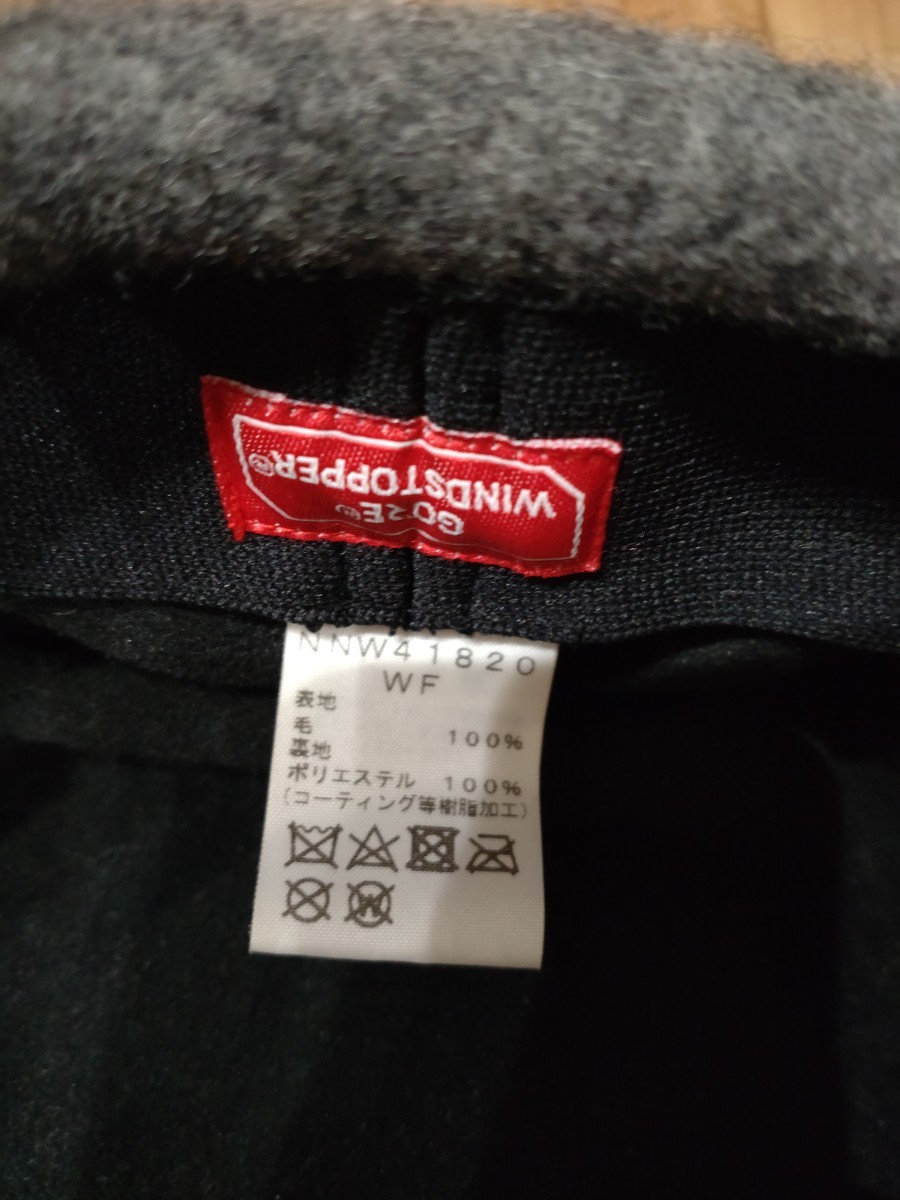 GORE®
WINDSTOPPER®
NNW41820
WF
表地
毛 100%
裏地
ポリエステル 100%
(コーティング等樹脂加工)
W